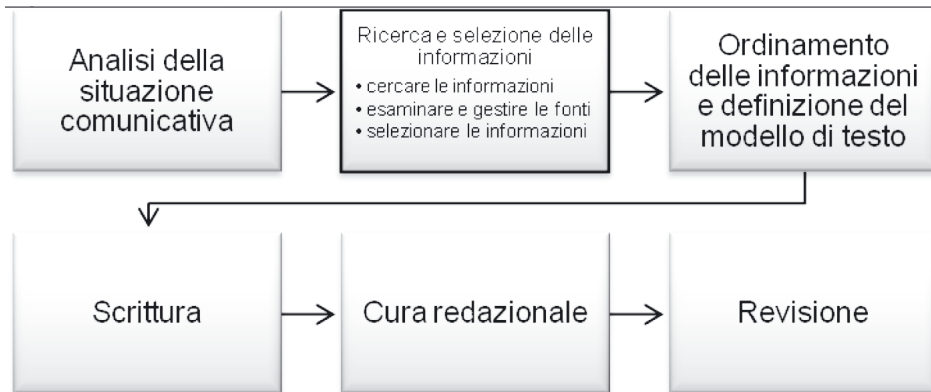 Analisi della
situazione
comunicativa
Ricerca e selezione delle
informazioni
• cercare le informazioni
• esaminare e gestire le fonti
• selezionare le informazioni
Ordinamento
delle informazioni
e definizione del
modello di testo
Scrittura
Cura redazionale
Revisione